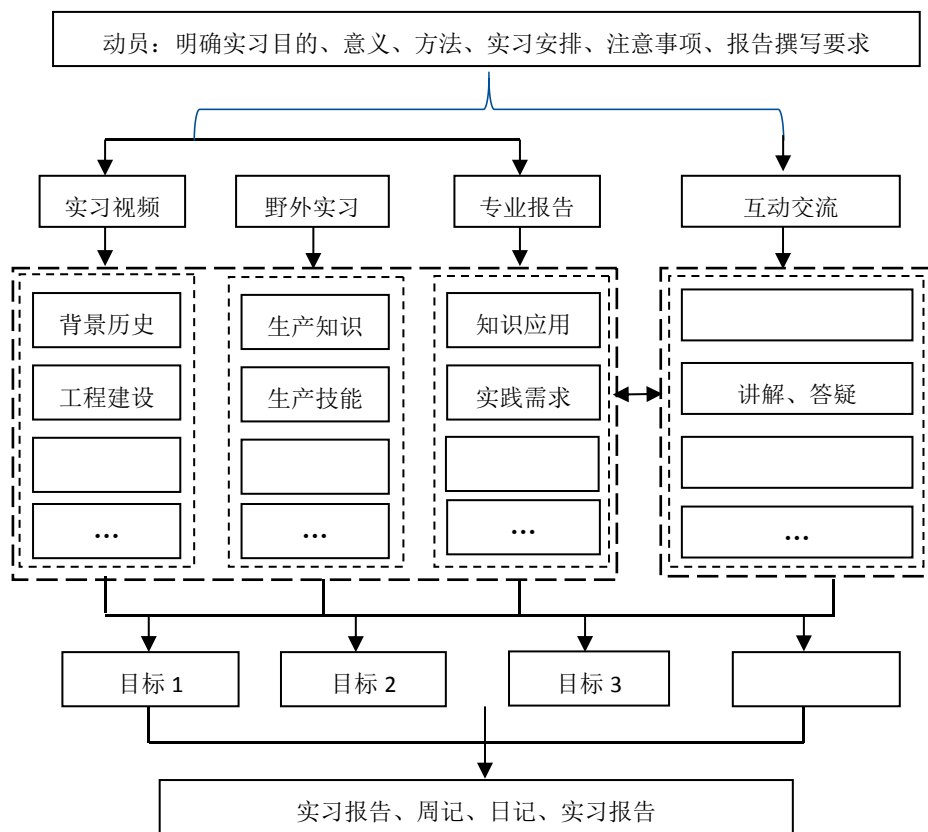 动员：明确实习目的、意义、方法、实习安排、注意事项、报告撰写要求
实习视频
野外实习
专业报告
互动交流
背景历史
生产知识
知识应用
工程建设
生产技能
实践需求
讲解、答疑
...
...
...
...
目标 1
目标 2
目标 3
实习报告、周记、日记、实习报告